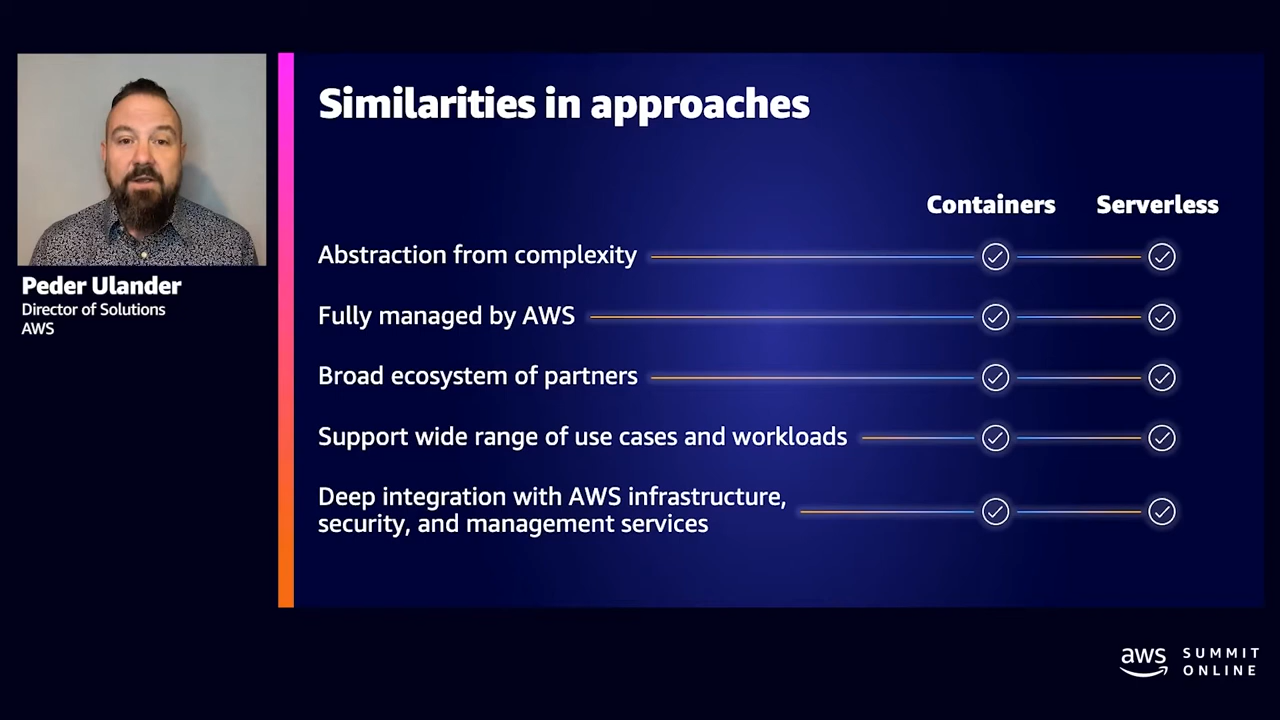 Similarities in approaches
Containers Serverless
Abstraction from complexity
Fully managed by AWS
Broad ecosystem of partners
Support wide range of use cases and workloads
Deep integration with AWS infrastructure,
security, and management services
Peder Ulander
Director of Solutions
AWS
aws SUMMIT
ONLINE